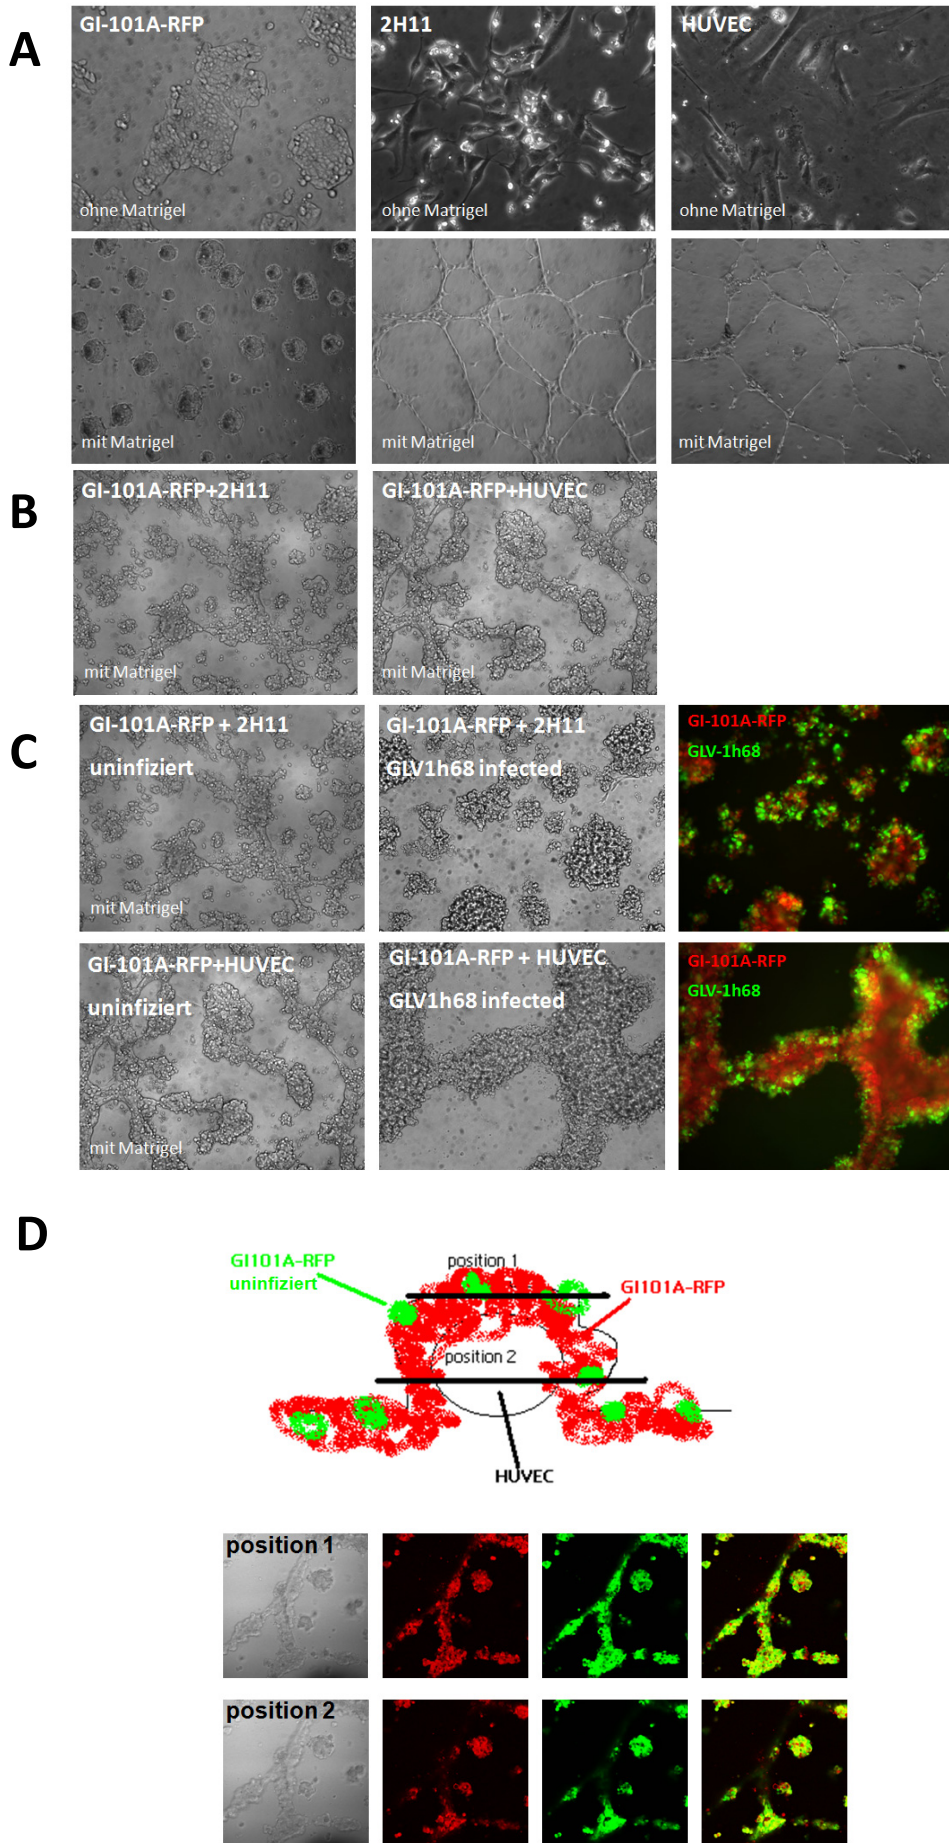 A
GI-101A-RFP
2H11
HUVEC
ohne Matrigel
ohne Matrigel
ohne Matrigel
mit Matrigel
mit Matrigel
mit Matrigel
B
GI-101A-RFP+2H11
GI-101A-RFP+HUVEC
mit Matrigel
mit Matrigel
C
GI-101A-RFP + 2H11
uninfiziert
mit Matrigel
GI-101A-RFP + 2H11
GLV1h68 infected
GI-101A-RFP
GLV-1h68
GI-101A-RFP+HUVEC
uninfiziert
mit Matrigel
GI-101A-RFP + HUVEC
GLV1h68 infected
GI-101A-RFP
GLV-1h68
D
GI101A-RFP
uninfiziert
position 1
GI101A-RFP
position 2
HUVEC
position 1
position 2